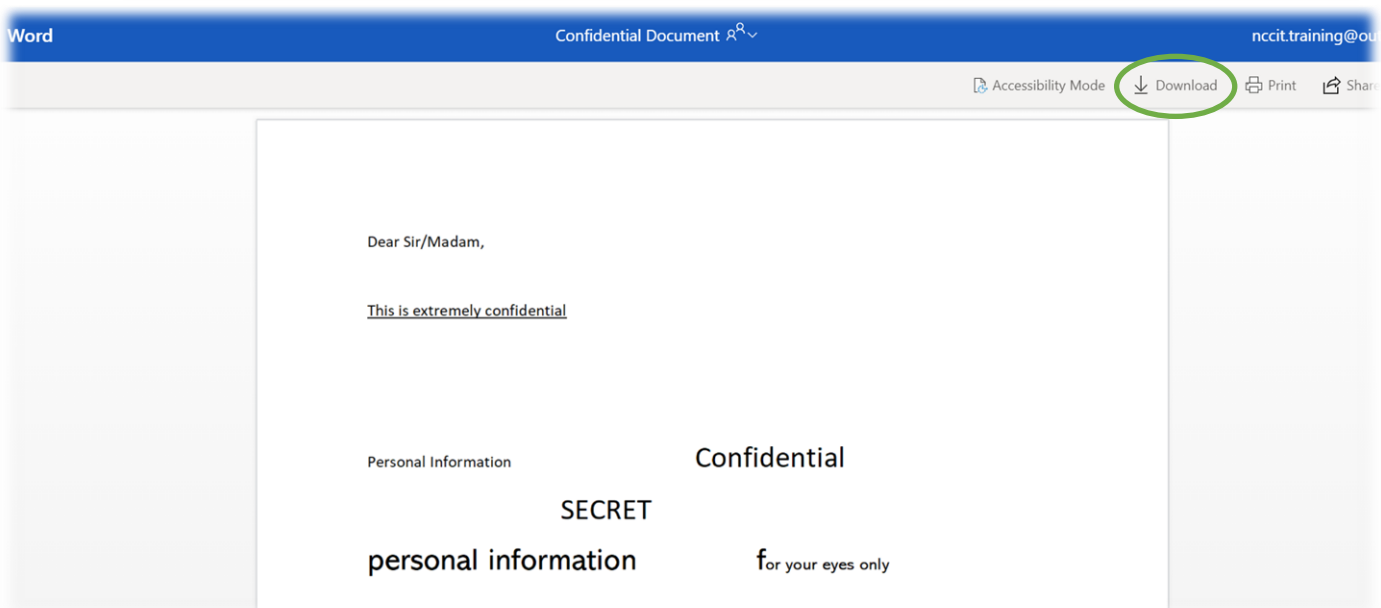 Word Confidential Document nccit.training@ou
Accessibility Mode Download Print Share
Dear Sir/Madam,
This is extremely confidential
Personal Information Confidential
SECRET
personal information for your eyes only